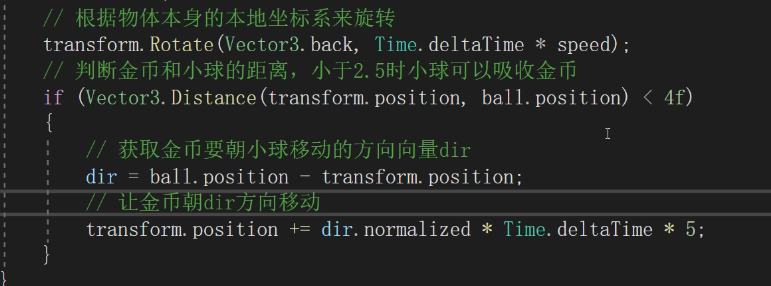 // 根据物体本身的本地坐标系来旋转
transform.Rotate(Vector3.back, Time.deltaTime * speed);
// 判断金币和小球的距离，小于2.5时小球可以吸收金币
if (Vector3.Distance(transform.position, ball.position) < 4f)
{
// 获取金币要朝小球移动的方向向量dir
dir = ball.position - transform.position;
// 让金币朝dir方向移动
transform.position += dir.normalized * Time.deltaTime * 5;
}
}